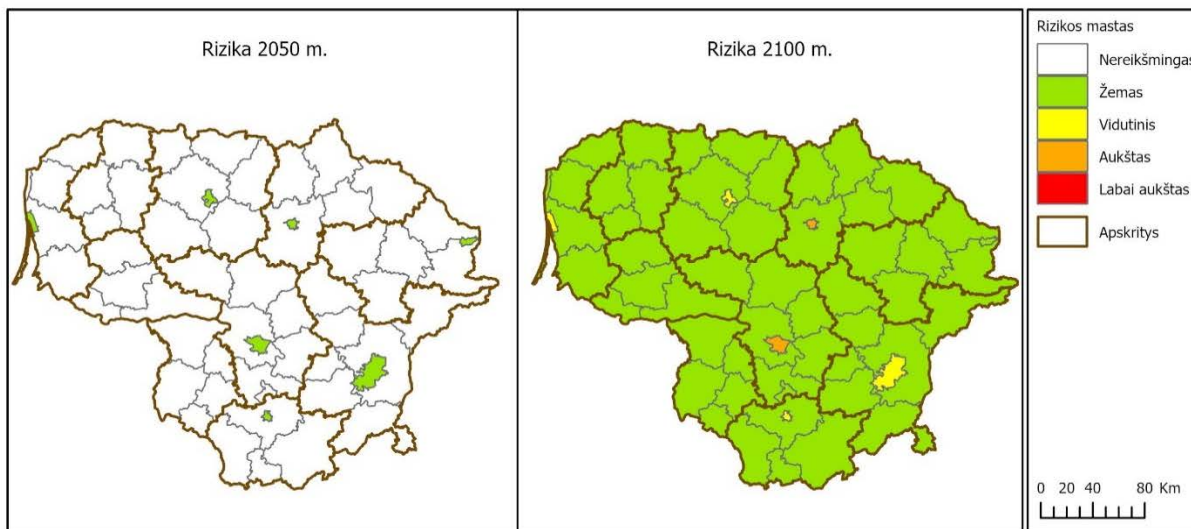 Rizika 2050 m.
Rizika 2100 m.
Rizikos mastas
Nereikšmingas
Žemas
Vidutinis
Aukštas
Labai aukštas
Apskritys
0 20 40 80 Km